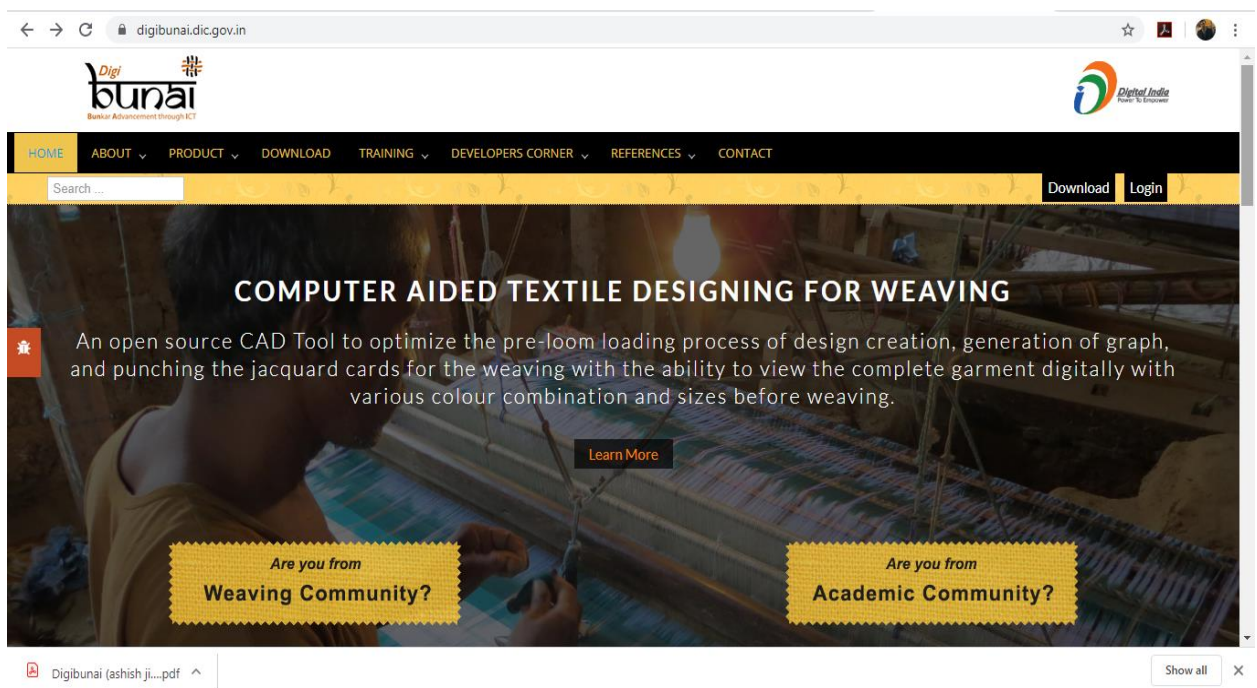 digibunai.dic.gov.in
Digi
bunai
Bunkar Advancement through ICT
Digital India
Power To Empower
HOME ABOUT PRODUCT DOWNLOAD TRAINING DEVELOPERS CORNER REFERENCES CONTACT
Search ...
Download Login
COMPUTER AIDED TEXTILE DESIGNING FOR WEAVING
An open source CAD Tool to optimize the pre-loom loading process of design creation, generation of graph,
and punching the jacquard cards for the weaving with the ability to view the complete garment digitally with
various colour combination and sizes before weaving.
Learn More
Are you from
Weaving Community?
Are you from
Academic Community?
Digibunai (ashish ji....pdf
Show all